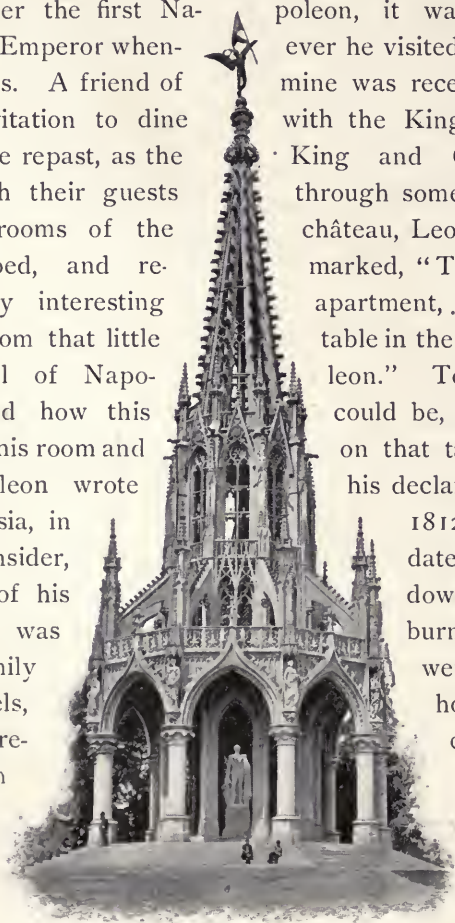 er the first Na- poleon, it wa
Emperor when- ever he visited
s. A friend of mine was rece
itation to dine with the King
e repast, as the King and
h their guests through some
rooms of the château, Leo
ped, and re- marked, “T
y interesting apartment, .
om that little table in the
l of Napo- leon.” To
d how this could be,
his room and on that t
leon wrote his decla
sia, in 1812
nsider, date
of his dow
was burn
nily we
els, ho
re-